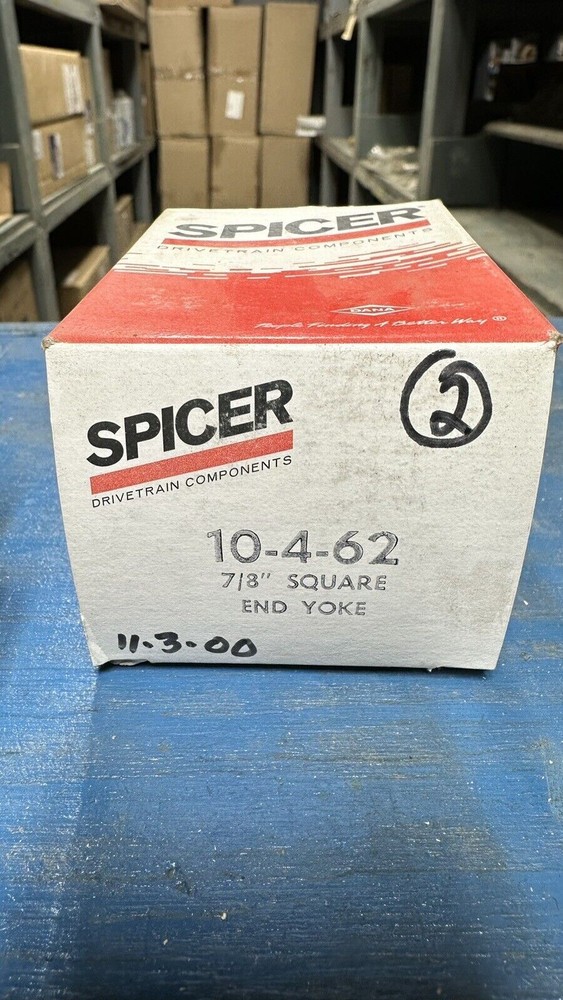 SPICER
DRIVETRAIN COMPONENTS
DANA
People Finding A Better Way ®
2
SPICER
DRIVETRAIN COMPONENTS
10-4-62
7/8" SQUARE
END YOKE
11-3-00